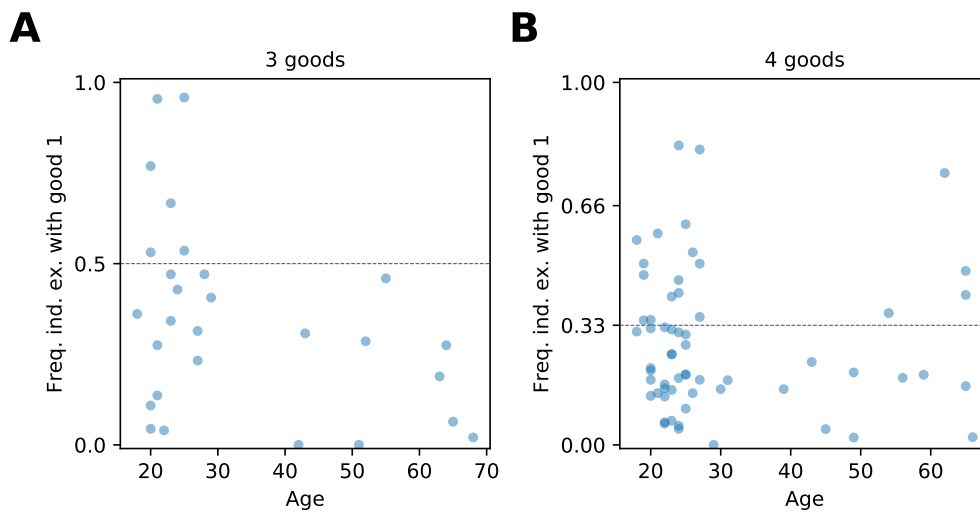 A
3 goods
Freq. ind. ex. with good 1
1.0
0.5
0.0
20 30 40 50 60 70
Age
B
4 goods
Freq. ind. ex. with good 1
1.00
0.66
0.33
0.00
20 30 40 50 60
Age